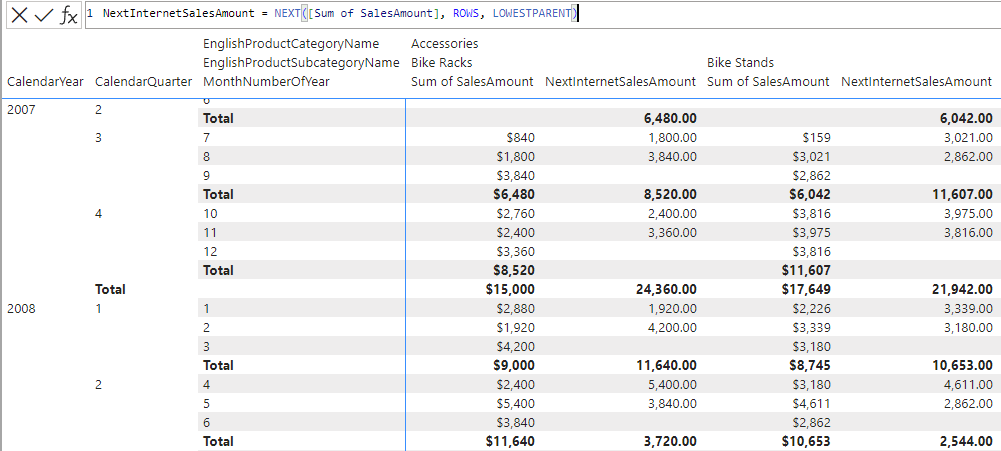 1 NextInternetSalesAmount = NEXT([Sum of SalesAmount], ROWS, LOWESTPARENT)
EnglishProductCategoryName Accessories
EnglishProductSubcategoryName Bike Racks Bike Stands
CalendarYear CalendarQuarter MonthNumberOfYear Sum of SalesAmount NextInternetSalesAmount Sum of SalesAmount NextInternetSalesAmount
2007 2
Total 6,480.00 6,042.00
3 7 $840 1,800.00 $159 3,021.00
8 $1,800 3,840.00 $3,021 2,862.00
9 $3,840 $2,862
Total $6,480 8,520.00 $6,042 11,607.00
4 10 $2,760 2,400.00 $3,816 3,975.00
11 $2,400 3,360.00 $3,975 3,816.00
12 $3,360 $3,816
Total $8,520 $11,607
Total $15,000 24,360.00 $17,649 21,942.00
2008 1 1 $2,880 1,920.00 $2,226 3,339.00
2 $1,920 4,200.00 $3,339 3,180.00
3 $4,200 $3,180
Total $9,000 11,640.00 $8,745 10,653.00
2 4 $2,400 5,400.00 $3,180 4,611.00
5 $5,400 3,840.00 $4,611 2,862.00
6 $3,840 $2,862
Total $11,640 3,720.00 $10,653 2,544.00